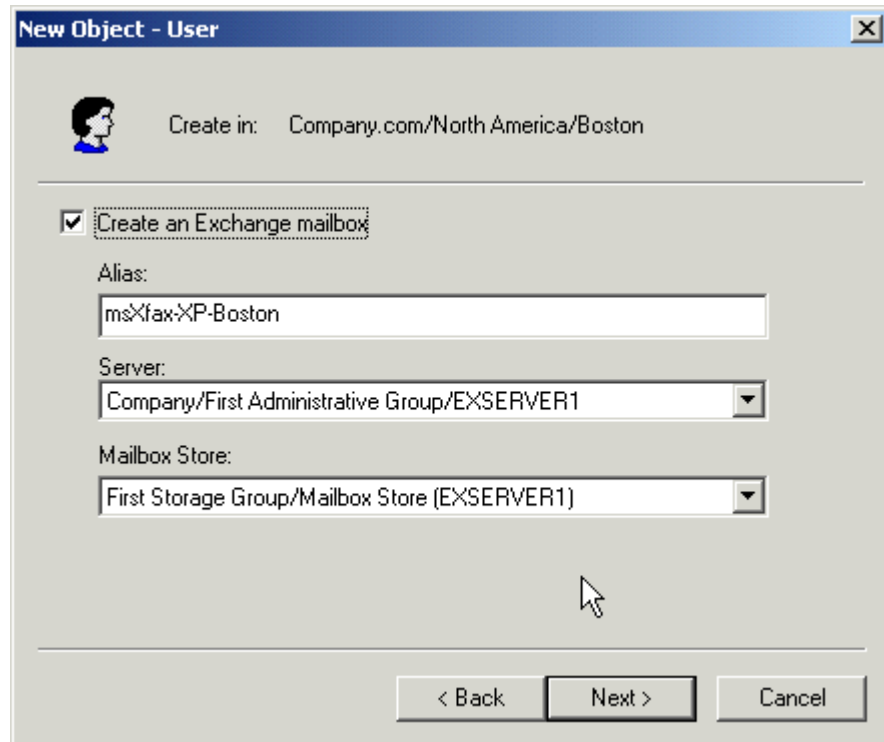 New Object - User
Create in: Company.com/North America/Boston
Create an Exchange mailbox
Alias:
msXfax-XP-Boston
Server:
Company/First Administrative Group/EXSERVER1
Mailbox Store:
First Storage Group/Mailbox Store (EXSERVER1)
< Back Next > Cancel